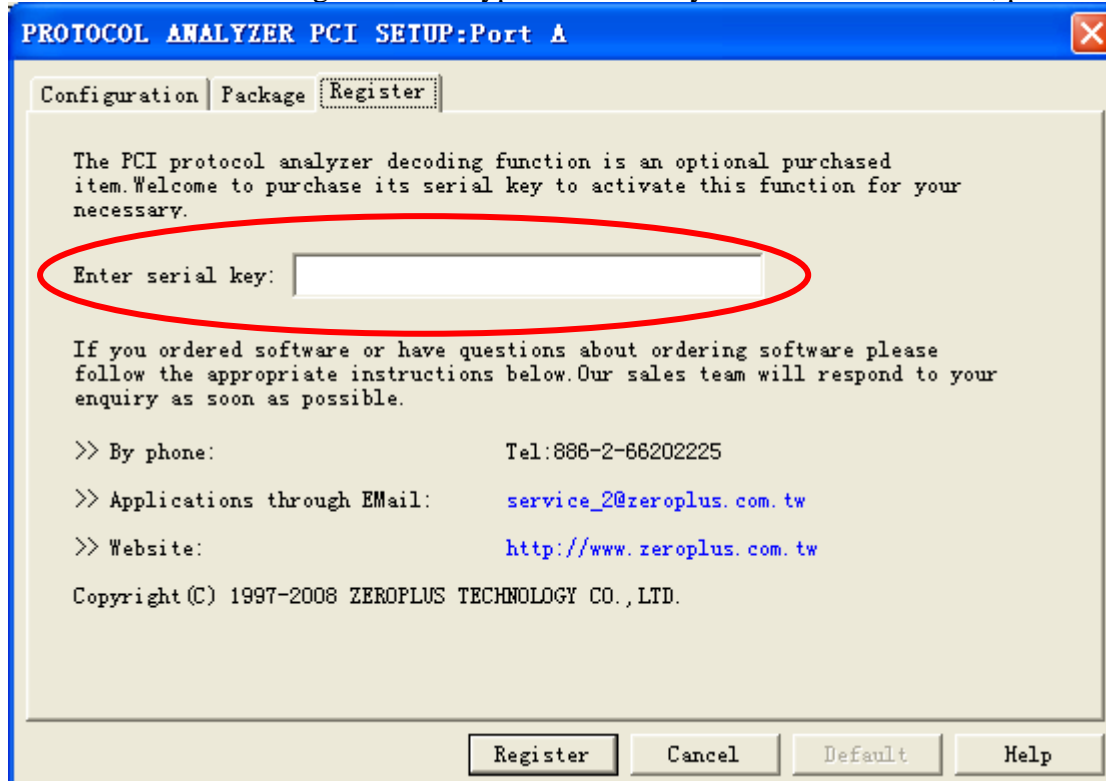 PROTOCOL ANALYZER PCI SETUP:Port A
Configuration Package Register
The PCI protocol analyzer decoding function is an optional purchased
item.Welcome to purchase its serial key to activate this function for your
necessary.
Enter serial key:
If you ordered software or have questions about ordering software please
follow the appropriate instructions below.Our sales team will respond to your
enquiry as soon as possible.
>> By phone: Tel:886-2-66202225
>> Applications through EMail: service_2@zeroplus.com.tw
>> Website: http://www.zeroplus.com.tw
Copyright(C) 1997-2008 ZEROPLUS TECHNOLOGY CO.,LTD.
Register Cancel Default Help